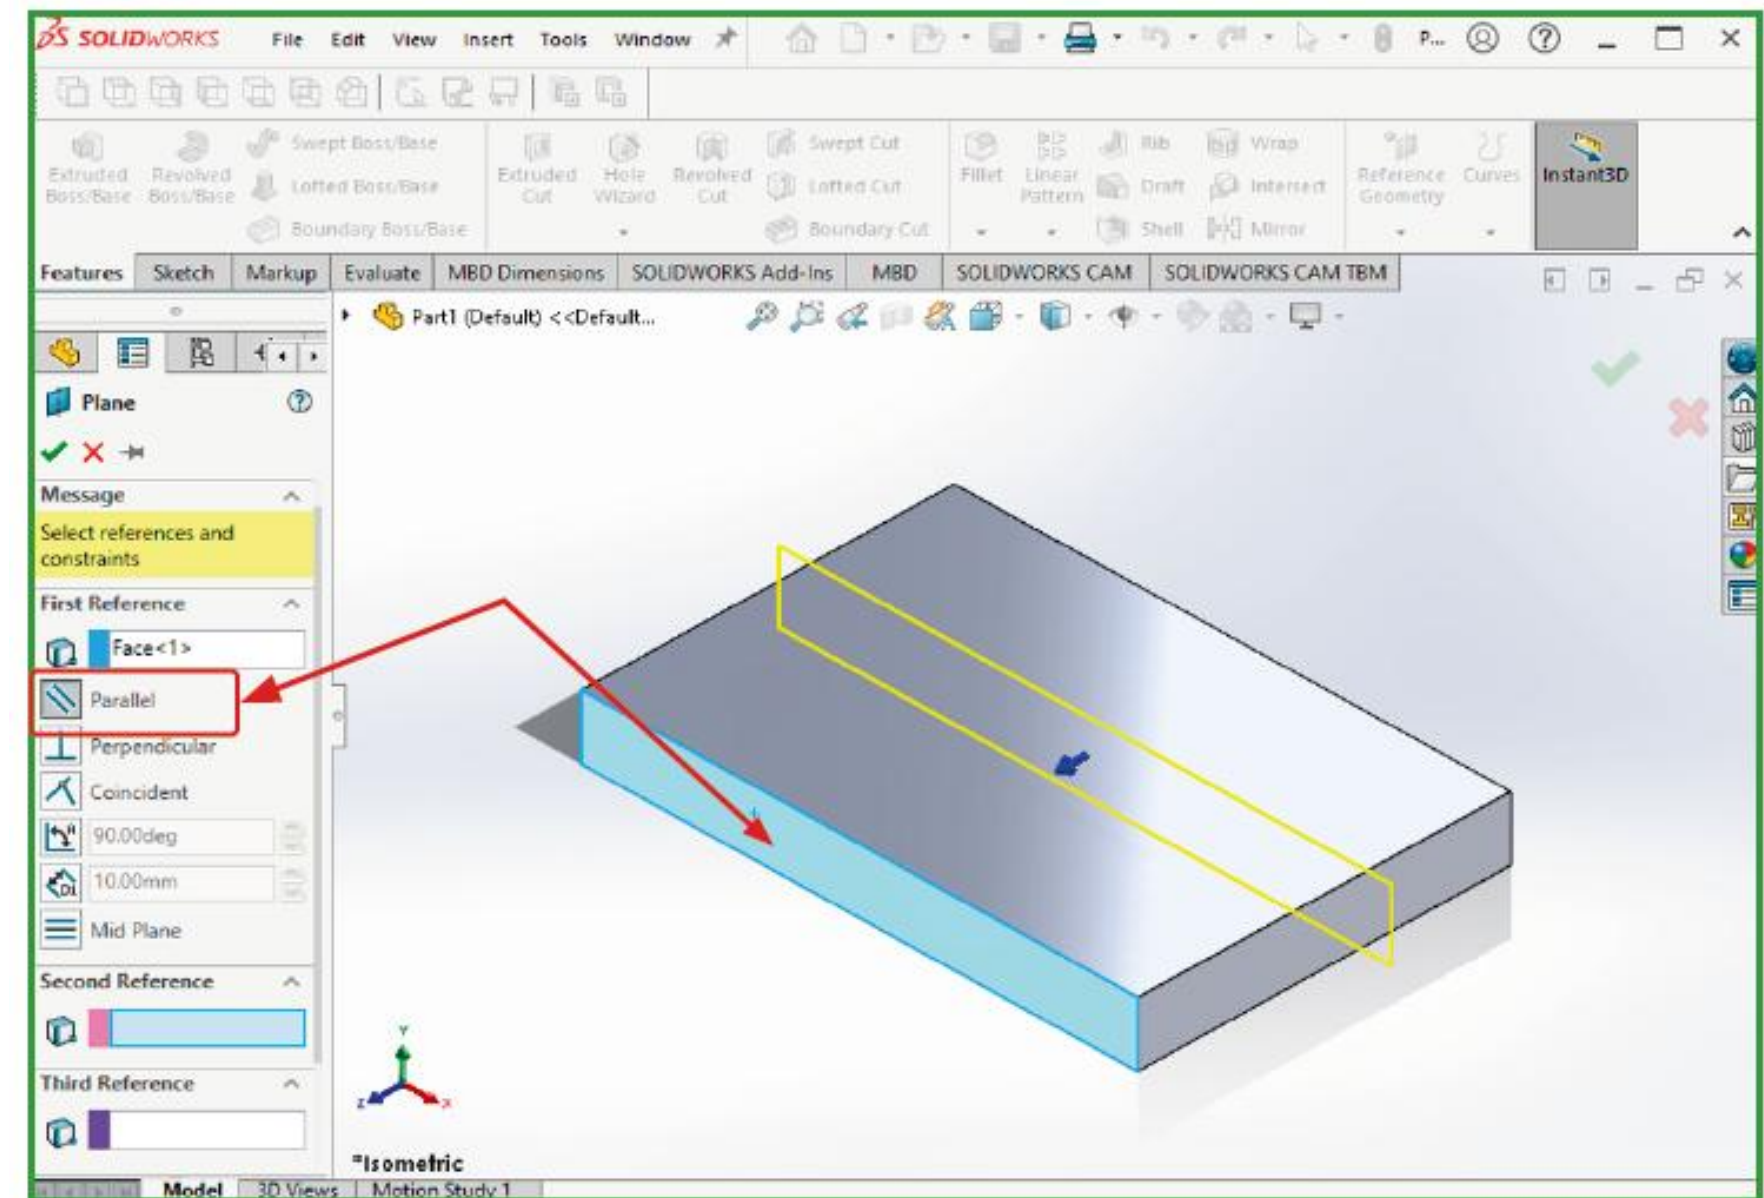 SOLIDWORKS File Edit View Insert Tools Window P...
Extruded Boss/Base
Revolved Boss/Base
Swept Boss/Base
Lofted Boss/Base
Boundary Boss/Base
Extruded Cut
Hole Wizard
Revolved Cut
Swept Cut
Lofted Cut
Boundary Cut
Fillet
Linear Pattern
Rib
Draft
Shell
Wrap
Intersect
Mirror
Reference Geometry
Curves
Instant3D
Features Sketch Markup Evaluate MBD Dimensions SOLIDWORKS Add-Ins MBD SOLIDWORKS CAM SOLIDWORKS CAM TBM
Part1 (Default) <<Default...
Plane
Message
Select references and
constraints
First Reference
Face<1>
Parallel
Perpendicular
Coincident
90.00deg
10.00mm
Mid Plane
Second Reference
Third Reference
Y
Z X
*Isometric
Model 3D Views Motion Study 1